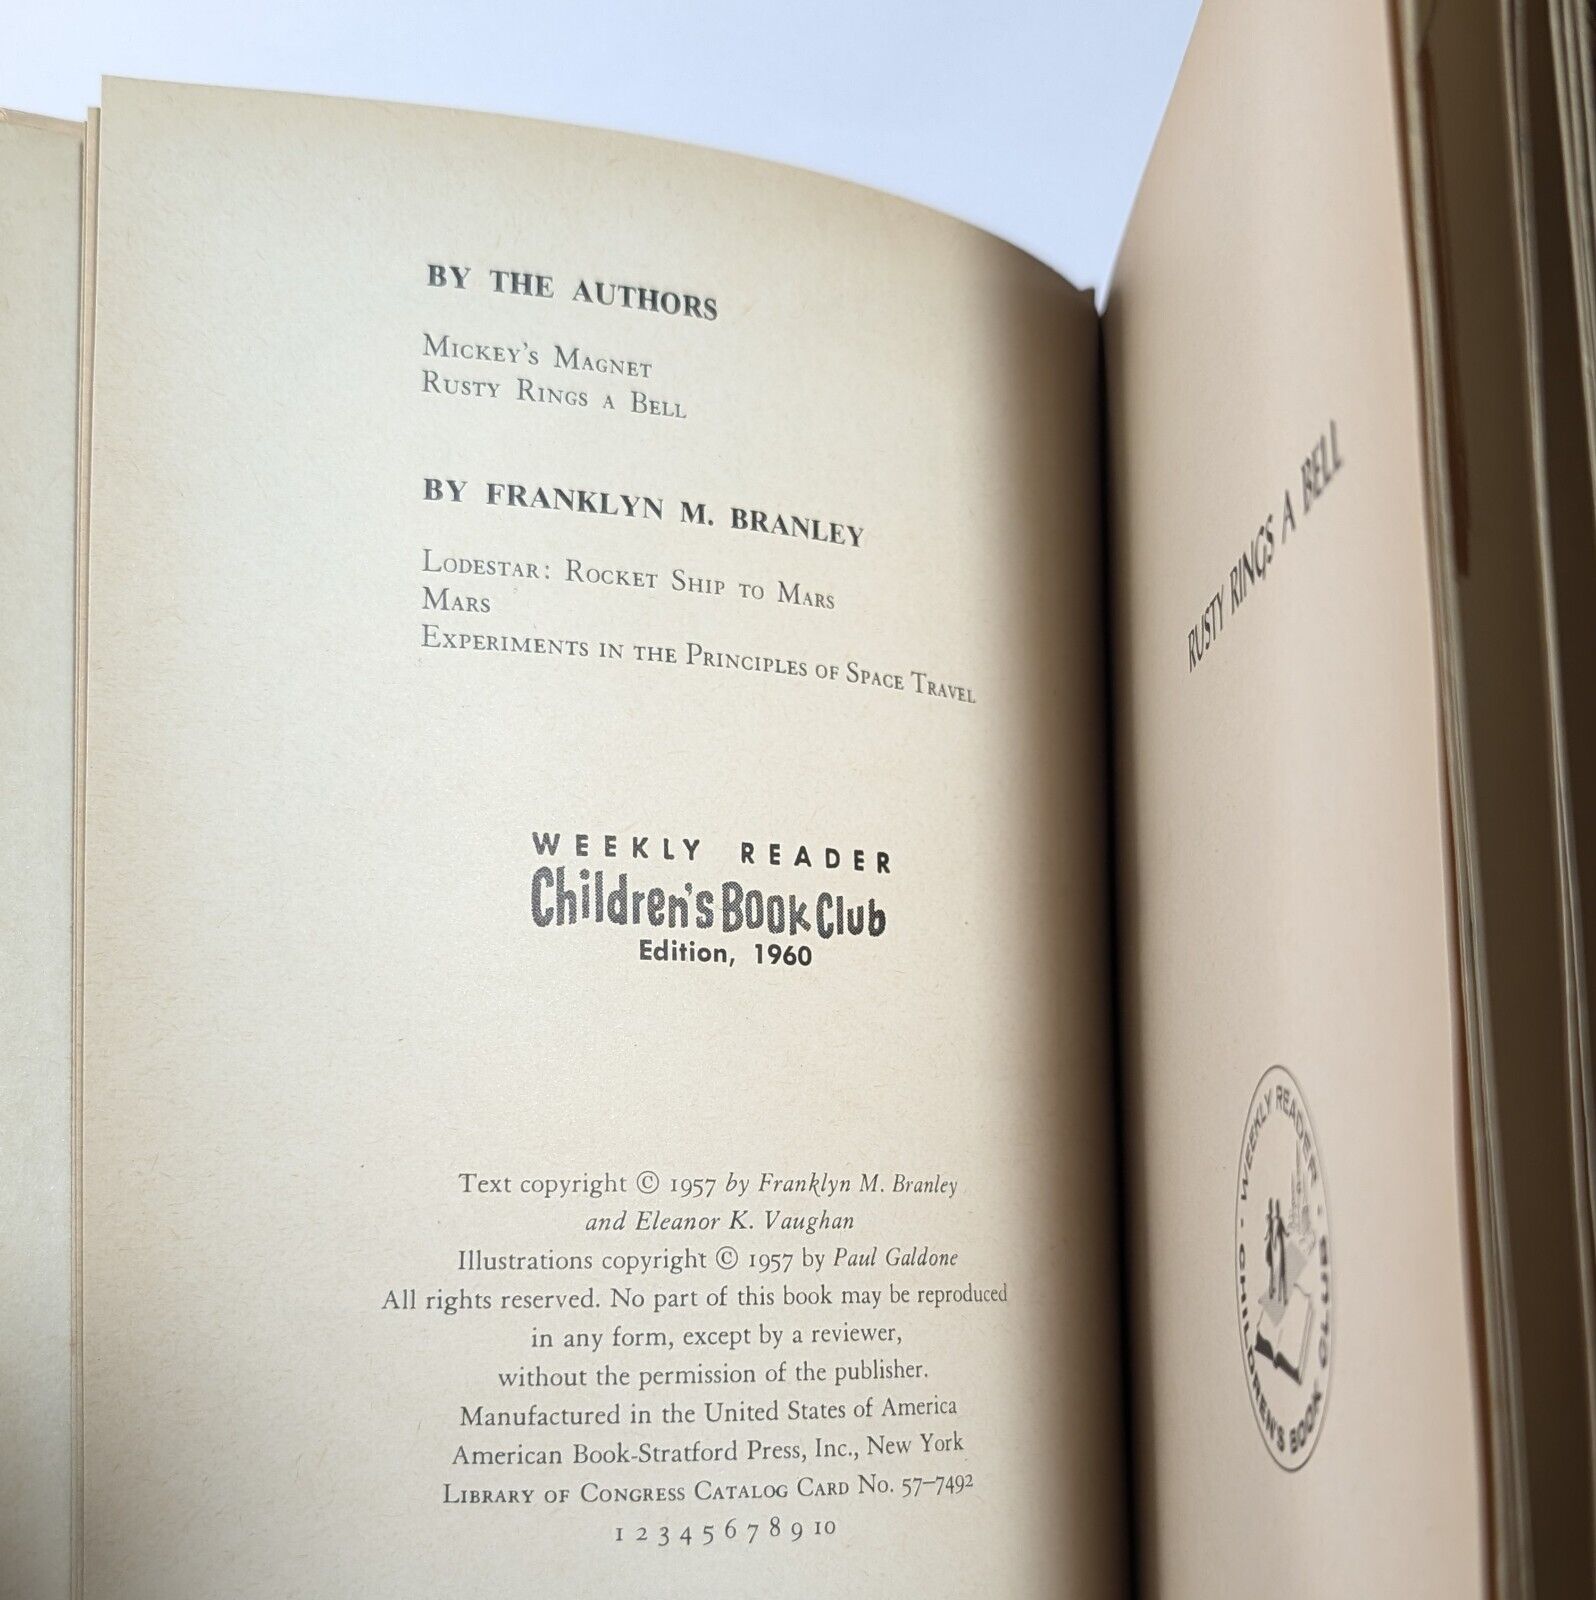 BY THE AUTHORS
MICKEY'S MAGNET
RUSTY RINGS A BELL
BY FRANKLYN M. BRANLEY
LODESTAR: ROCKET SHIP TO MARS
MARS
EXPERIMENTS IN THE PRINCIPLES OF SPACE TRAVEL
WEEKLY READER
Children's Book Club
Edition, 1960
Text copyright © 1957 by Franklyn M. Branley
and Eleanor K. Vaughan
Illustrations copyright © 1957 by Paul Galdone
All rights reserved. No part of this book may be reproduced
in any form, except by a reviewer,
without the permission of the publisher.
Manufactured in the United States of America
American Book-Stratford Press, Inc., New York
LIBRARY OF CONGRESS CATALOG CARD NO. 57-7492
1 2 3 4 5 6 7 8 9 10
RUSTY RINGS A BELL
WEEKLY READER · CHILDREN'S BOOK CLUB ·